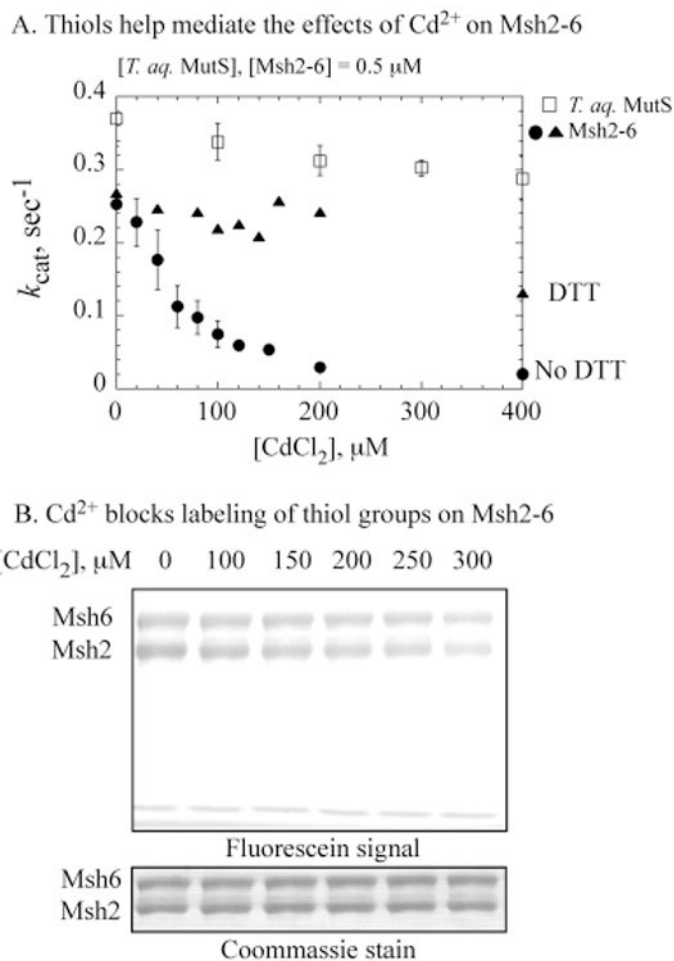 A. Thiols help mediate the effects of Cd²⁺ on Msh2-6
[T. aq. MutS], [Msh2-6] = 0.5 μM
0.4
0.3
0.2
0.1
0
k_cat, sec⁻¹
□ T. aq. MutS
● ▲ Msh2-6
DTT
No DTT
0 100 200 300 400
[CdCl₂], μM
B. Cd²⁺ blocks labeling of thiol groups on Msh2-6
[CdCl₂], μM 0 100 150 200 250 300
Msh6
Msh2
Fluorescein signal
Msh6
Msh2
Coommassie stain